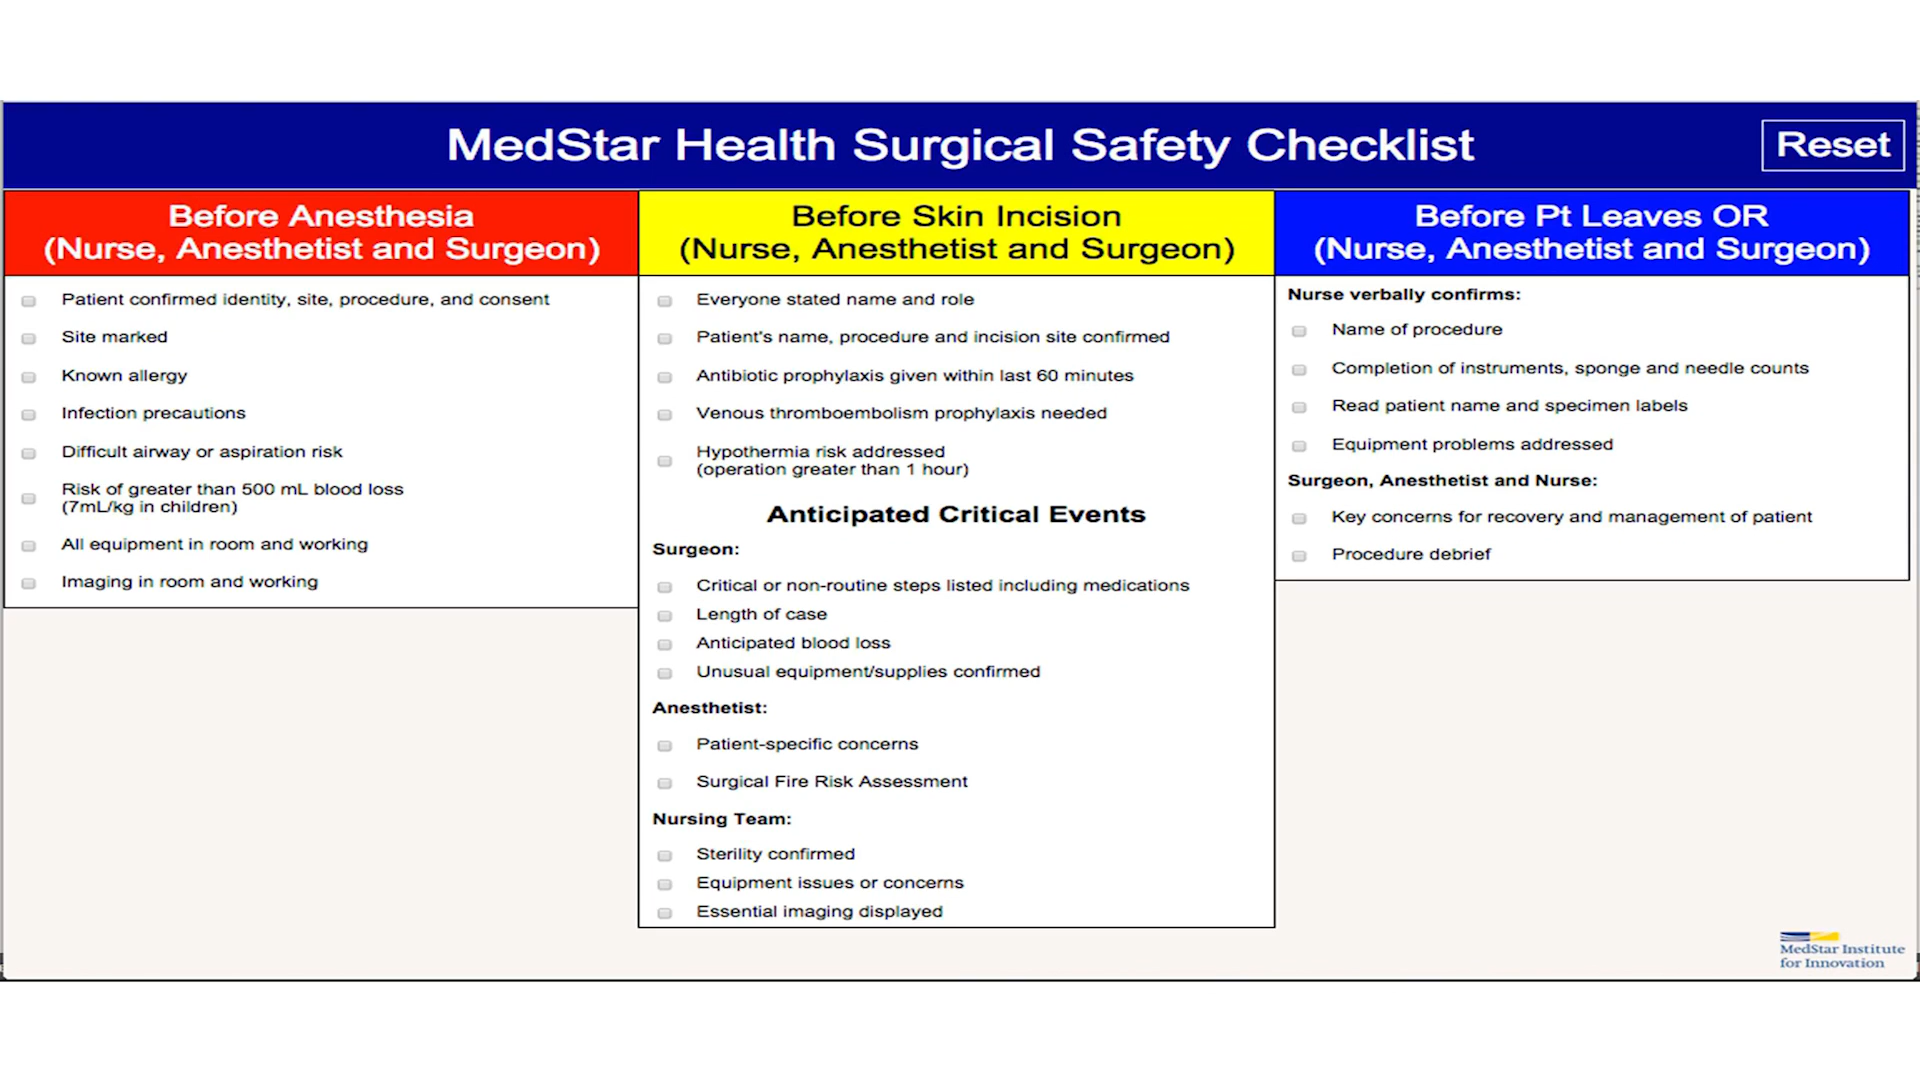 MedStar Health Surgical Safety Checklist
Reset
Before Anesthesia
(Nurse, Anesthetist and Surgeon)
Patient confirmed identity, site, procedure, and consent
Site marked
Known allergy
Infection precautions
Difficult airway or aspiration risk
Risk of greater than 500 mL blood loss
(7mL/kg in children)
All equipment in room and working
Imaging in room and working
Before Skin Incision
(Nurse, Anesthetist and Surgeon)
Everyone stated name and role
Patient's name, procedure and incision site confirmed
Antibiotic prophylaxis given within last 60 minutes
Venous thromboembolism prophylaxis needed
Hypothermia risk addressed
(operation greater than 1 hour)
Anticipated Critical Events
Surgeon:
Critical or non-routine steps listed including medications
Length of case
Anticipated blood loss
Unusual equipment/supplies confirmed
Anesthetist:
Patient-specific concerns
Surgical Fire Risk Assessment
Nursing Team:
Sterility confirmed
Equipment issues or concerns
Essential imaging displayed
Before Pt Leaves OR
(Nurse, Anesthetist and Surgeon)
Nurse verbally confirms:
Name of procedure
Completion of instruments, sponge and needle counts
Read patient name and specimen labels
Equipment problems addressed
Surgeon, Anesthetist and Nurse:
Key concerns for recovery and management of patient
Procedure debrief
MedStar Institute
for Innovation